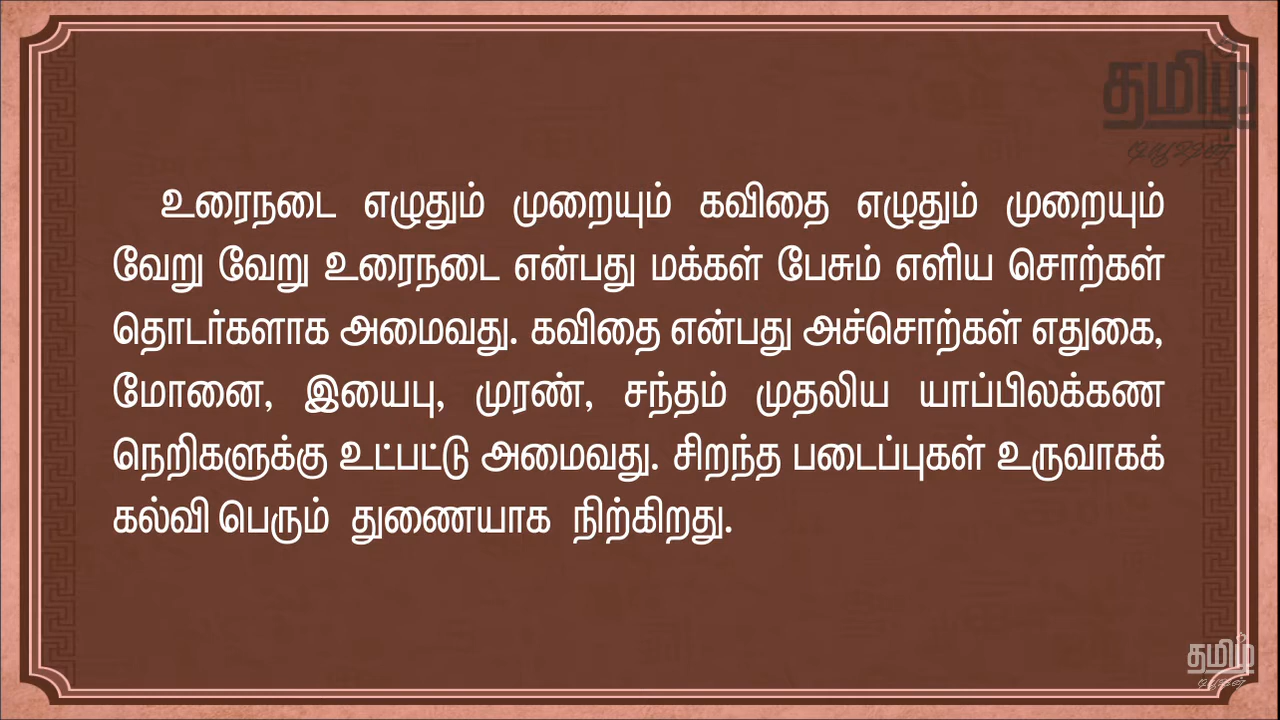 தமிழ்
உரைநடை எழுதும் முறையும் கவிதை எழுதும் முறையும்
வேறு வேறு உரைநடை என்பது மக்கள் பேசும் எளிய சொற்கள்
தொடர்களாக அமைவது. கவிதை என்பது அச்சொற்கள் எதுகை,
மோனை, இயைபு, முரண், சந்தம் முதலிய யாப்பிலக்கண
நெறிகளுக்கு உட்பட்டு அமைவது. சிறந்த படைப்புகள் உருவாகக்
கல்வி பெரும் துணையாக நிற்கிறது.
தமிழ்